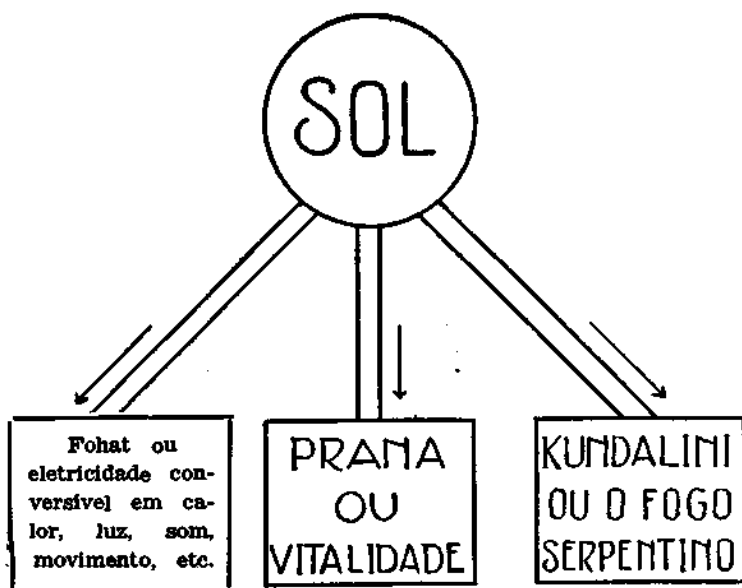 SOL
Fohat ou
eletricidade con-
versível em ca-
lor, luz, som,
movimento, etc.
PRANA
OU
VITALIDADE
KUNDALINI
OU O FOGO
SERPENTINO